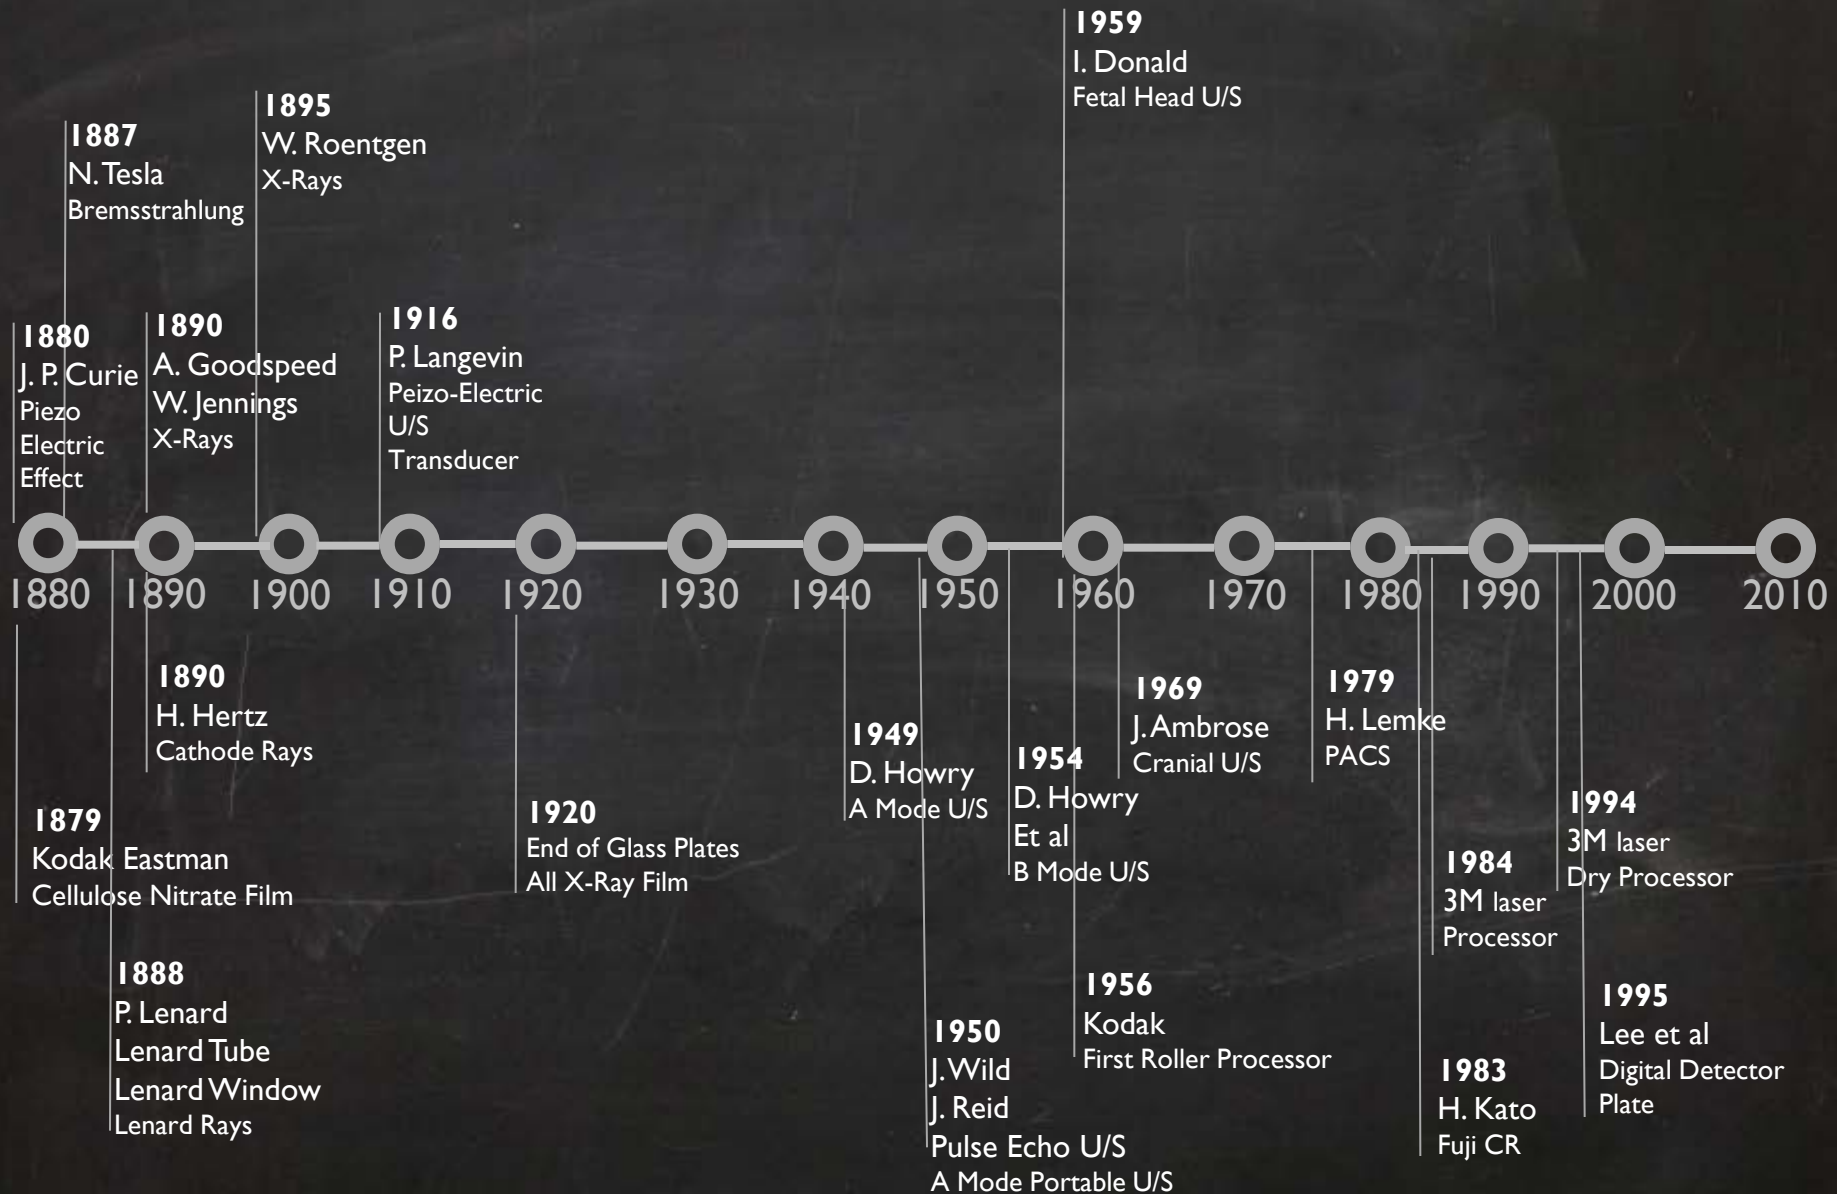 1959
I. Donald
Fetal Head U/S
1895
W. Roentgen
X-Rays
1887
N. Tesla
Bremsstrahlung
1880
J. P. Curie
Piezo
Electric
Effect
1890
A. Goodspeed
W. Jennings
X-Rays
1916
P. Langevin
Peizo-Electric
U/S
Transducer
1880 1890 1900 1910 1920 1930 1940 1950 1960 1970 1980 1990 2000 2010
1890
H. Hertz
Cathode Rays
1879
Kodak Eastman
Cellulose Nitrate Film
1888
P. Lenard
Lenard Tube
Lenard Window
Lenard Rays
1920
End of Glass Plates
All X-Ray Film
1949
D. Howry
A Mode U/S
1950
J. Wild
J. Reid
Pulse Echo U/S
A Mode Portable U/S
1954
D. Howry
Et al
B Mode U/S
1956
Kodak
First Roller Processor
1969
J. Ambrose
Cranial U/S
1979
H. Lemke
PACS
1984
3M laser
Processor
1983
H. Kato
Fuji CR
1994
3M laser
Dry Processor
1995
Lee et al
Digital Detector
Plate